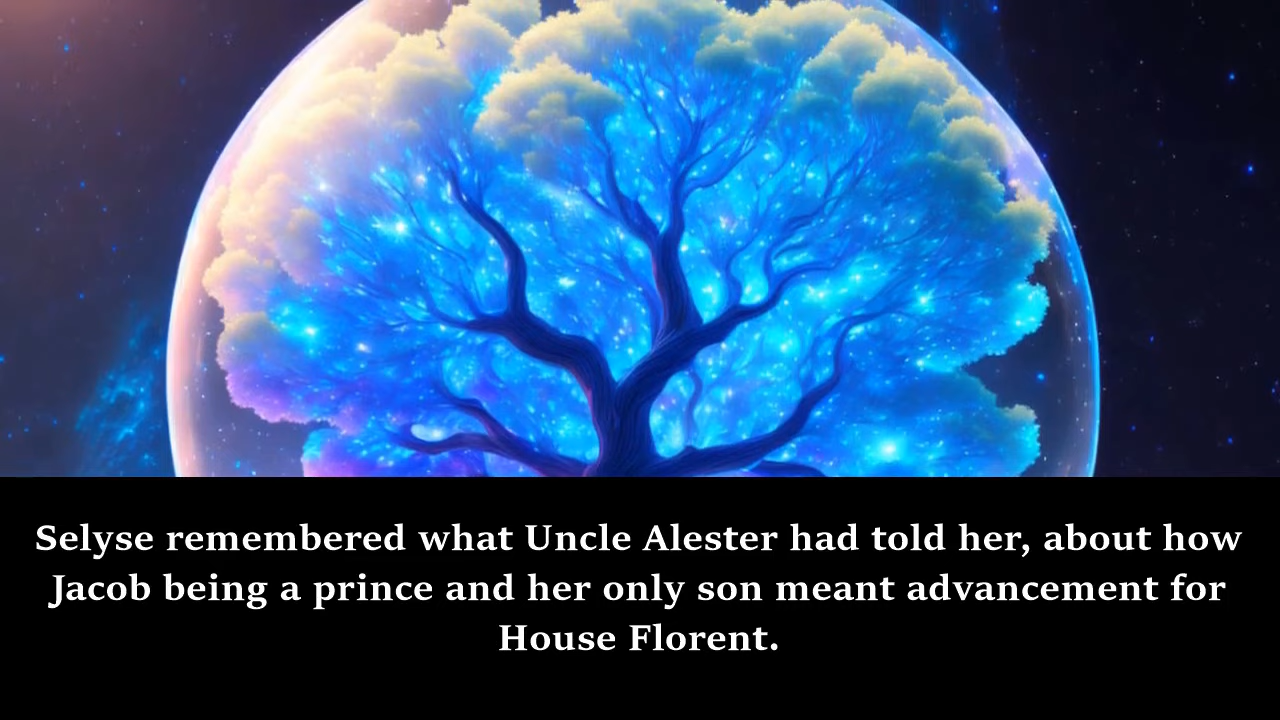 Selyse remembered what Uncle Alester had told her, about how
Jacob being a prince and her only son meant advancement for
House Florent.